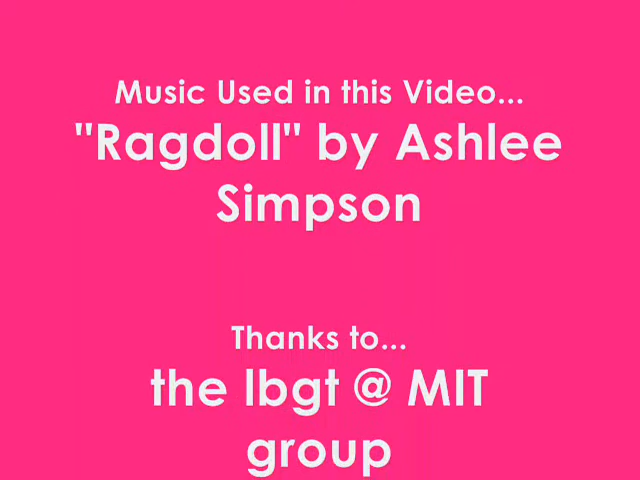 Music Used in this Video...
"Ragdoll" by Ashlee
Simpson
Thanks to...
the lbgt @ MIT
group